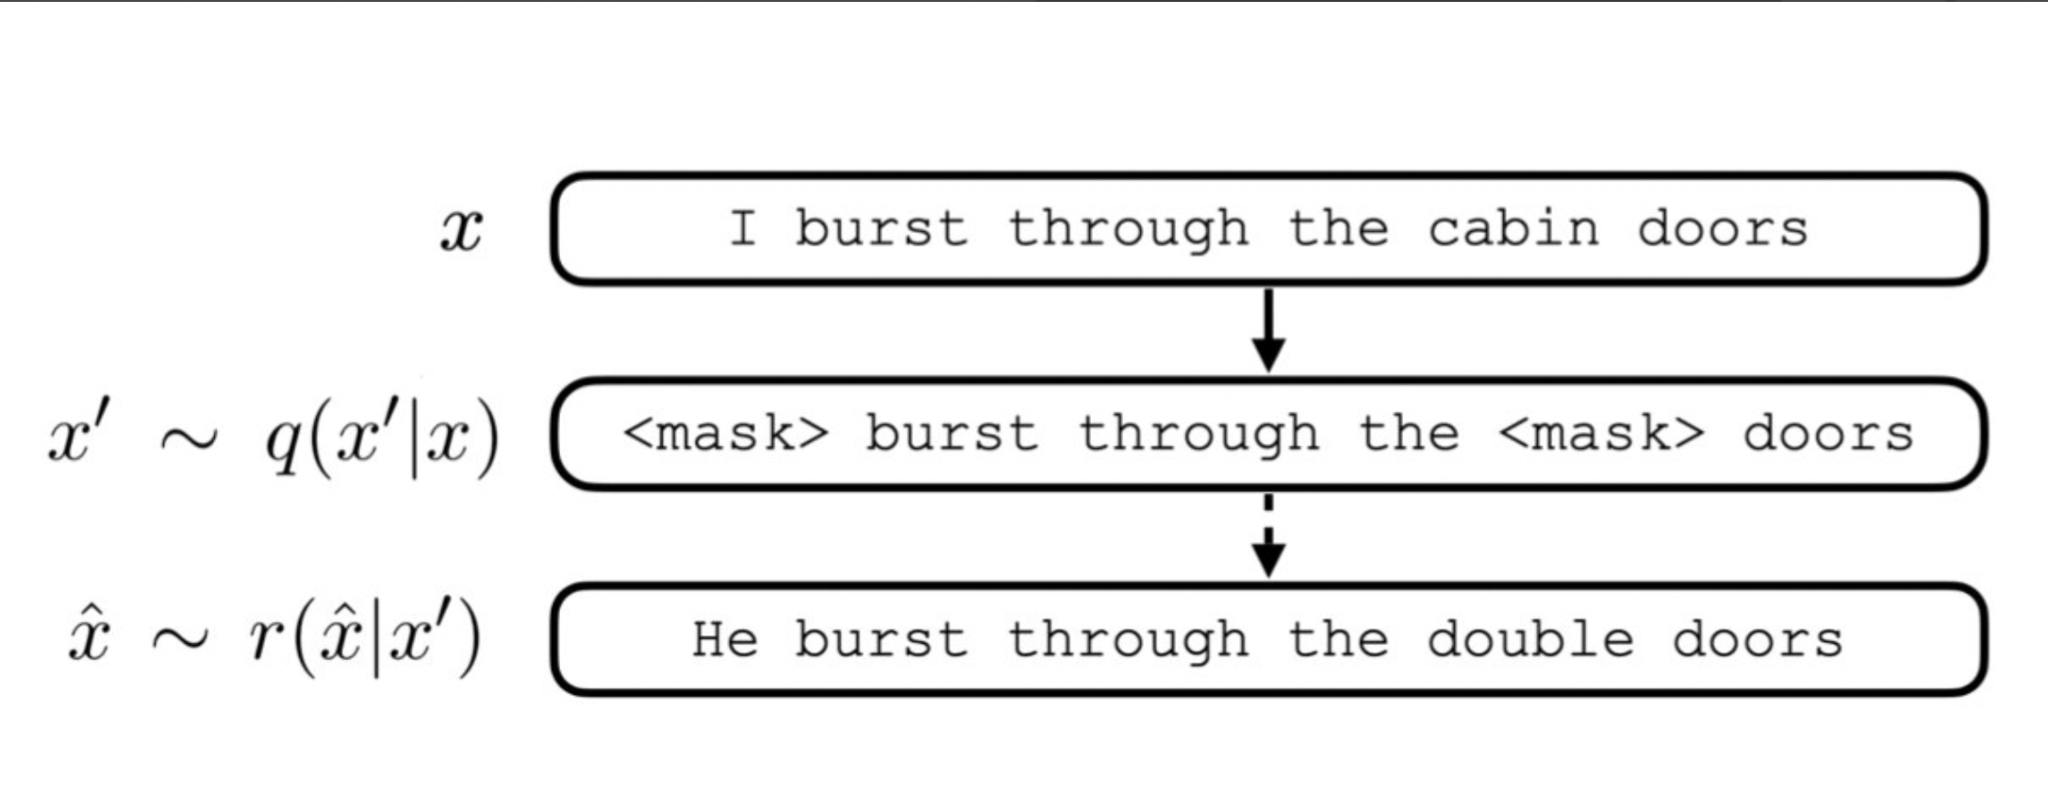 x I burst through the cabin doors
x′ ∼ q(x′|x) <mask> burst through the <mask> doors
x̂ ∼ r(x̂|x′) He burst through the double doors